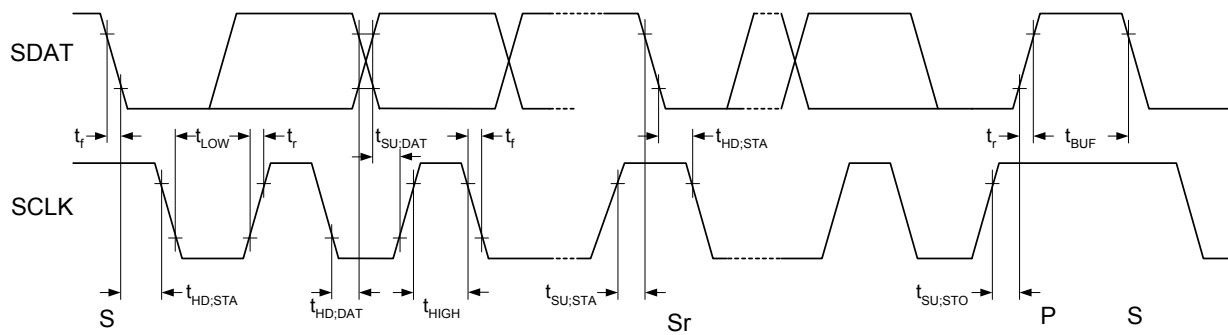 SDAT
t_f t_LOW t_r t_SU;DAT t_f t_HD;STA t_r t_BUF
SCLK
t_HD;STA t_HD;DAT t_HIGH t_SU;STA t_SU;STO
S Sr P S